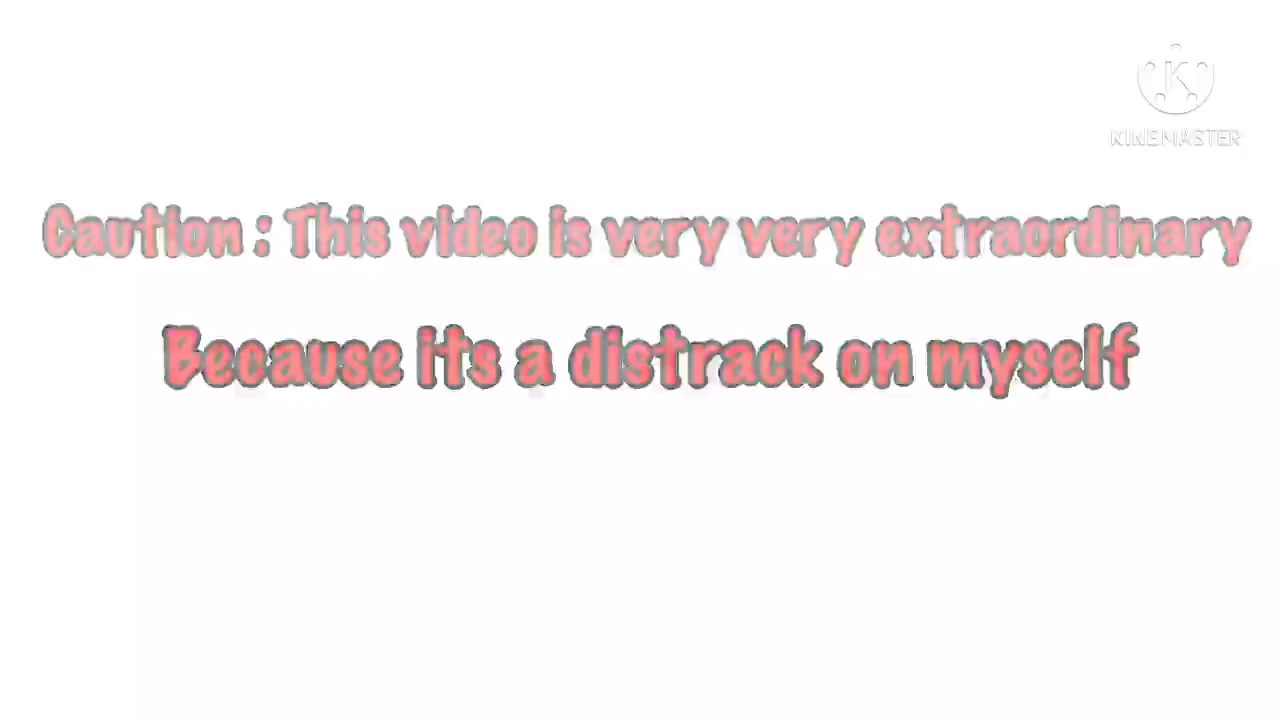 K
KINEMASTER
Caution : This video is very very extraordinary
Because its a distrack on myself